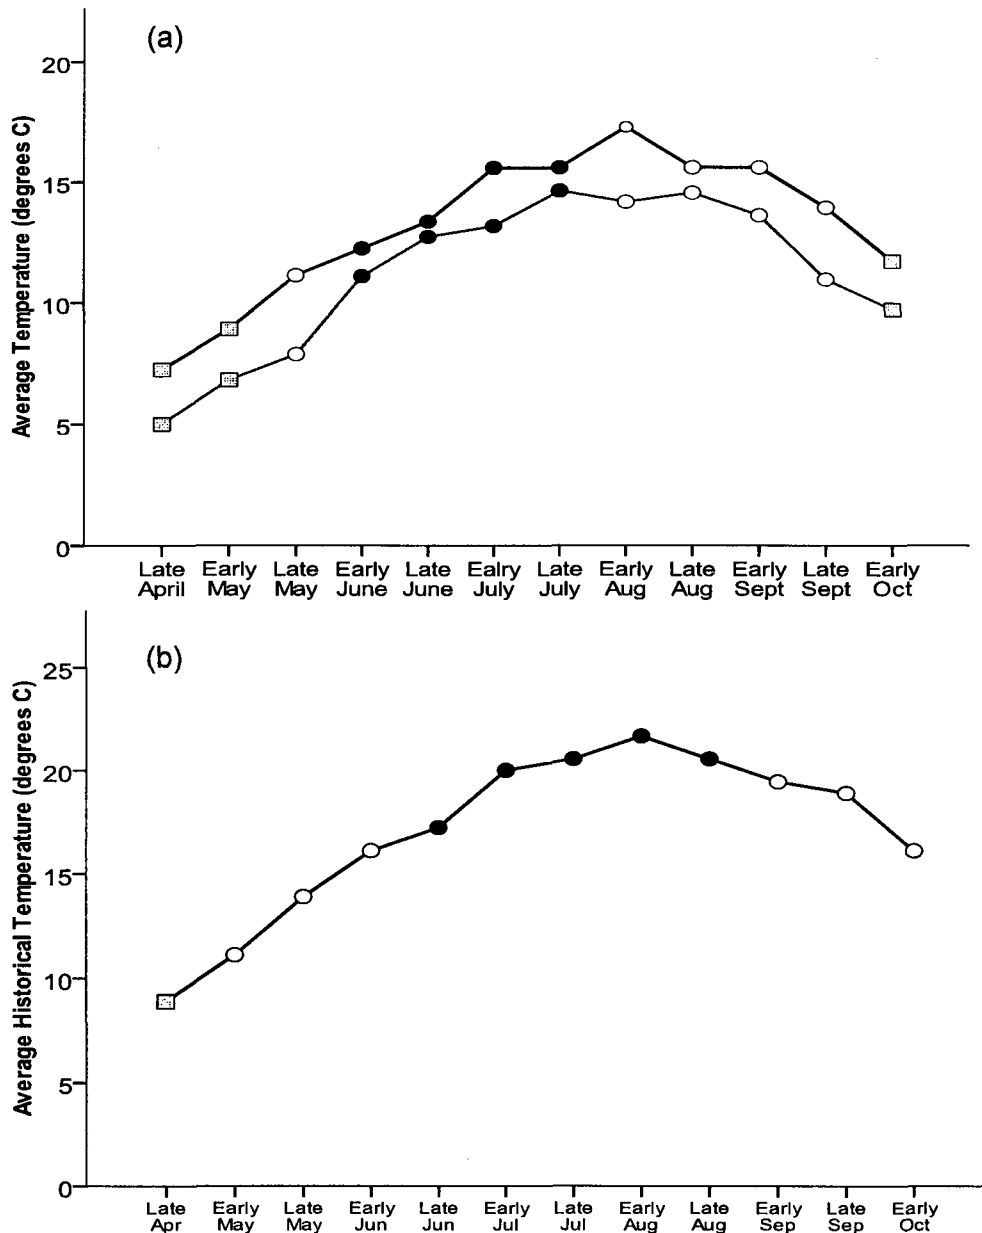 (a)
Average Temperature (degrees C)
20
15
10
5
0
Late Early Late Early Late Ealry Late Early Late Early Late Early
April May May June June July July Aug Aug Sept Sept Oct
(b)
Average Historical Temperature (degrees C)
25
20
15
10
5
0
Late Early Late Early Late Early Late Early Late Early Late Early
Apr May May Jun Jun Jul Jul Aug Aug Sep Sep Oct